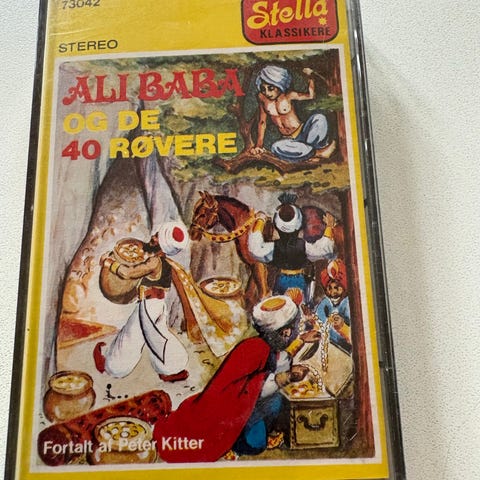 73042
Stella
KLASSIKERE
STEREO
ALI BABA
OG DE
40 RØVERE
Fortalt af Peter Kitter